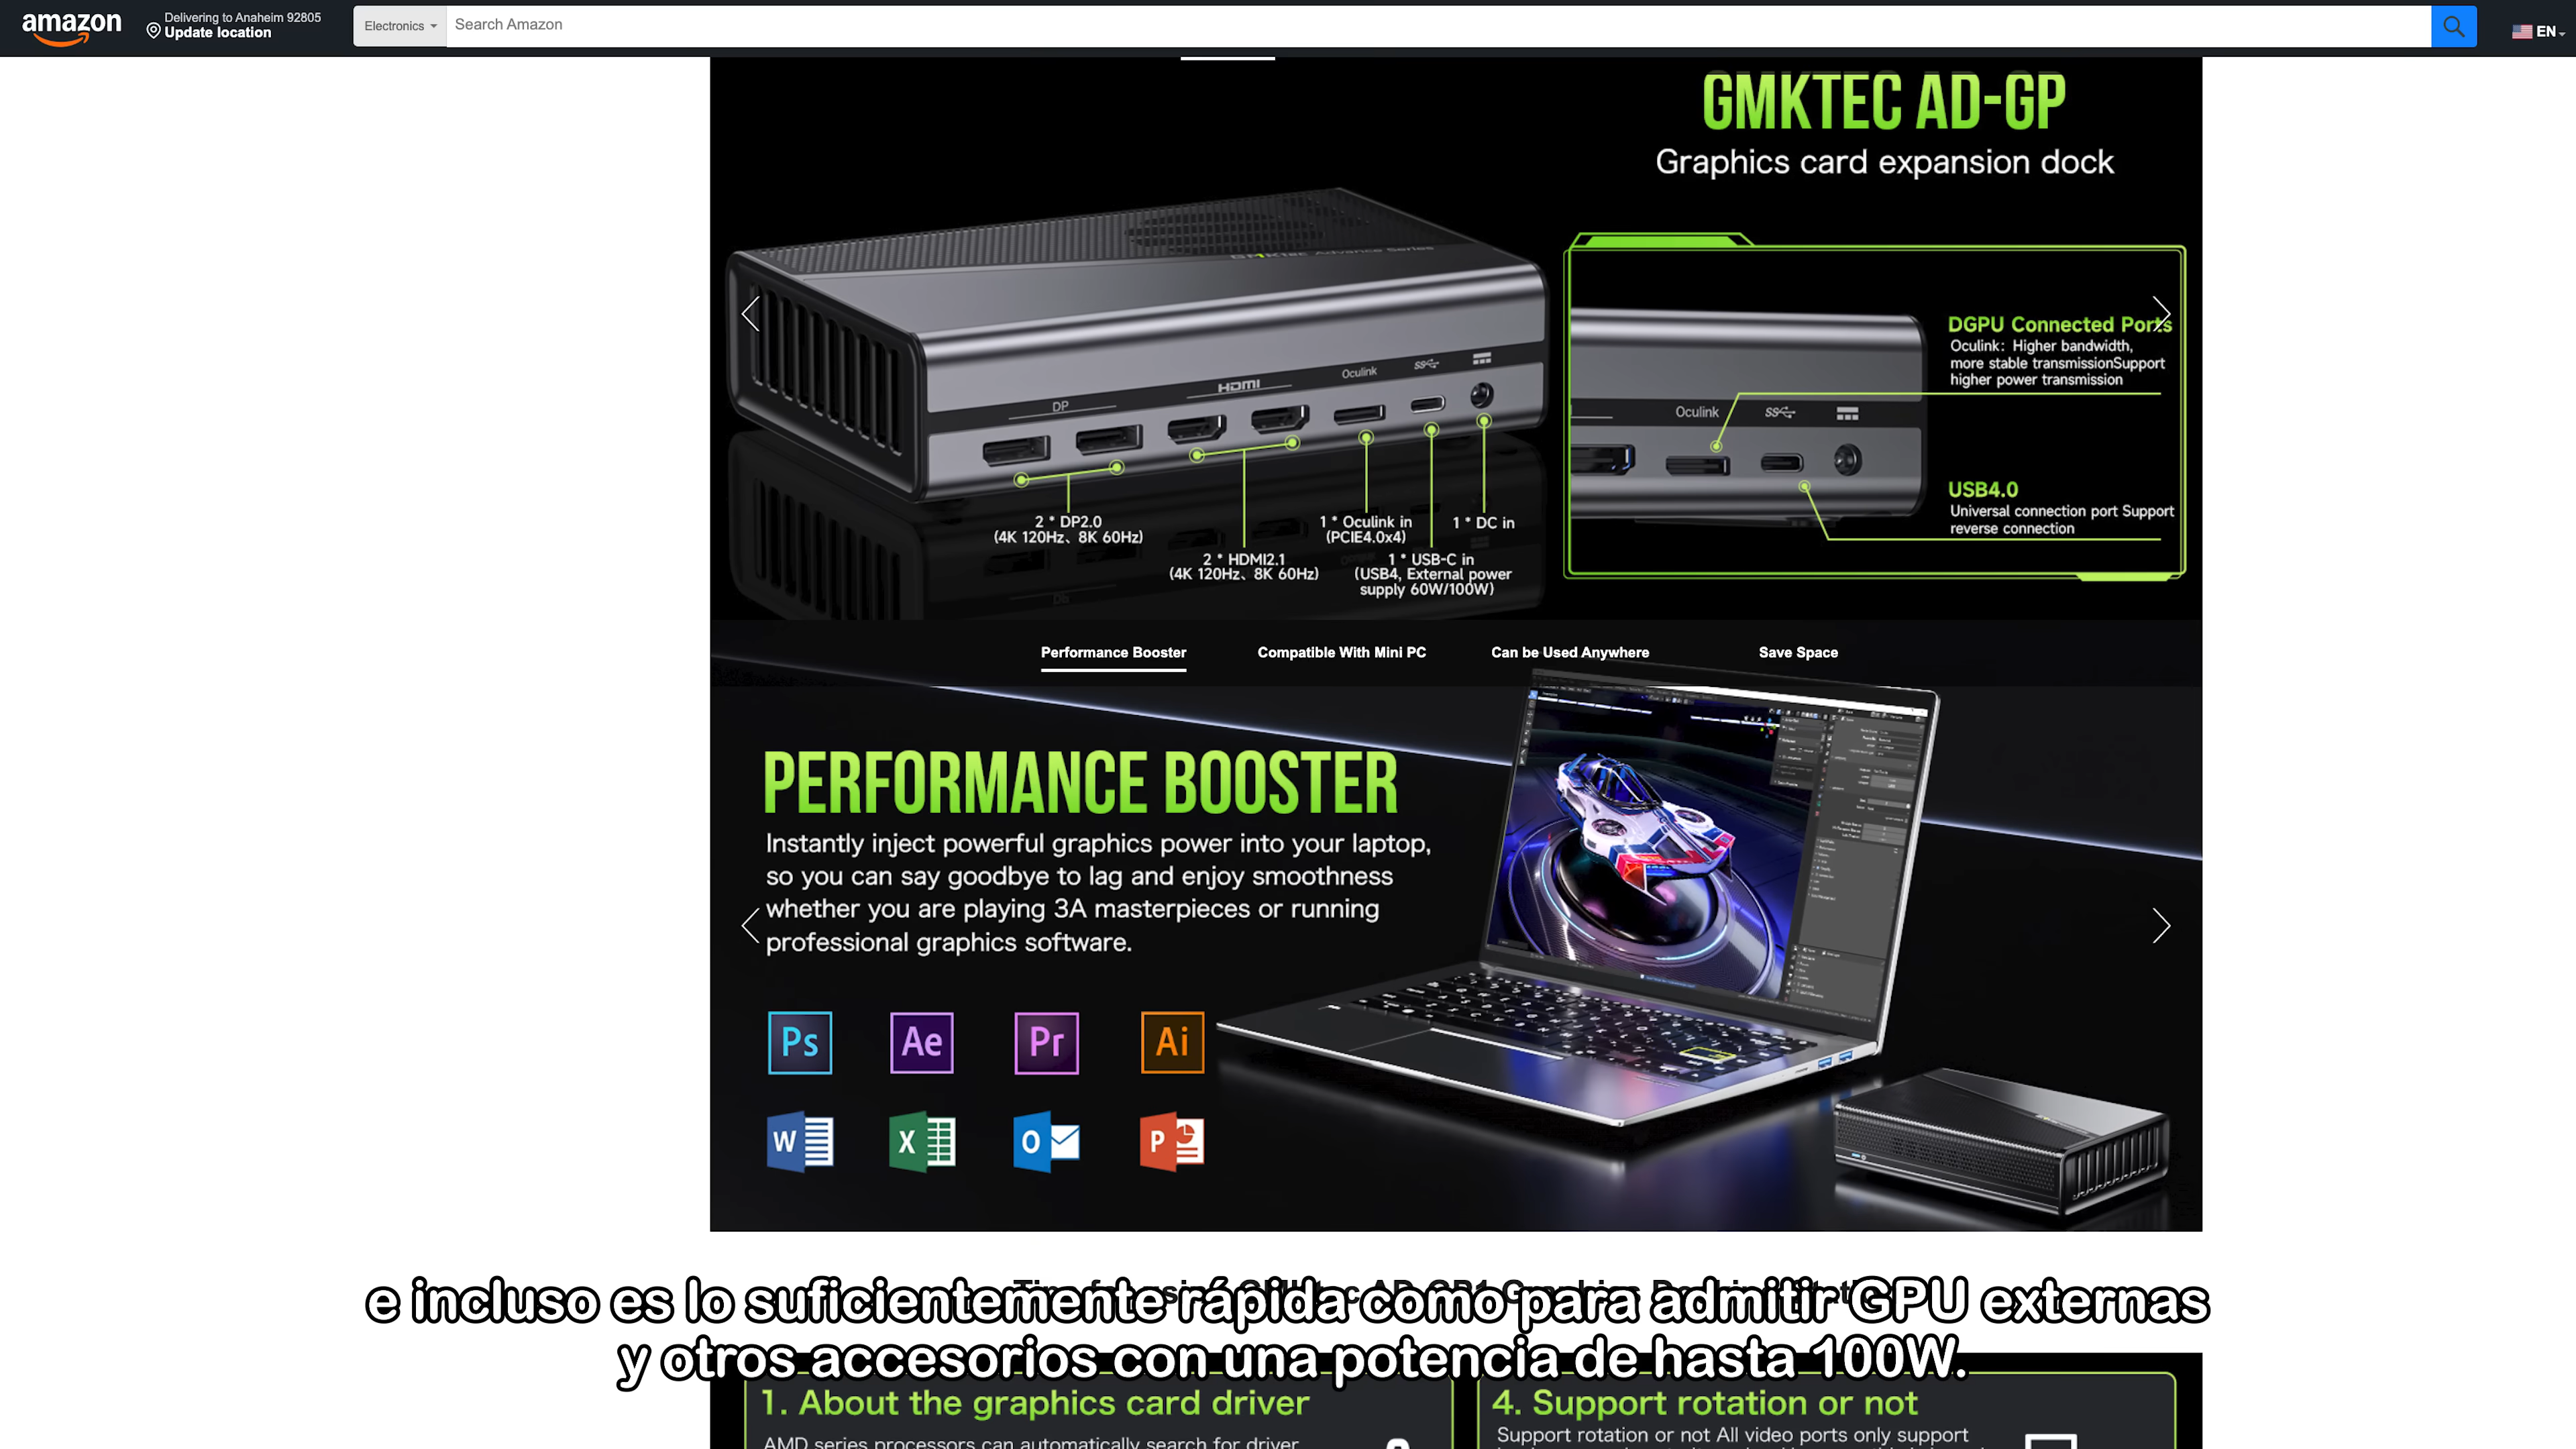 amazon
Delivering to Anaheim 92805
Update location
Electronics
Search Amazon
EN
GMKTEC AD-GP
Graphics card expansion dock
GMKtec Advance Series
DP
HDMI
Oculink
2 * DP2.0
(4K 120Hz、8K 60Hz)
2 * HDMI2.1
(4K 120Hz、8K 60Hz)
1 * Oculink in
(PCIE4.0x4)
1 * USB-C in
(USB4, External power
supply 60W/100W)
1 * DC in
DGPU Connected Ports
Oculink: Higher bandwidth,
more stable transmissionSupport
higher power transmission
Oculink
USB4.0
Universal connection port Support
reverse connection
Performance Booster
Compatible With Mini PC
Can be Used Anywhere
Save Space
PERFORMANCE BOOSTER
Instantly inject powerful graphics power into your laptop,
so you can say goodbye to lag and enjoy smoothness
whether you are playing 3A masterpieces or running
professional graphics software.
Ps
Ae
Pr
Ai
W
X
O
P
e incluso es lo suficientemente rápida como para admitir GPU externas
y otros accesorios con una potencia de hasta 100W.
1. About the graphics card driver
AMD series processors can automatically search for driver
4. Support rotation or not
Support rotation or not All video ports only support